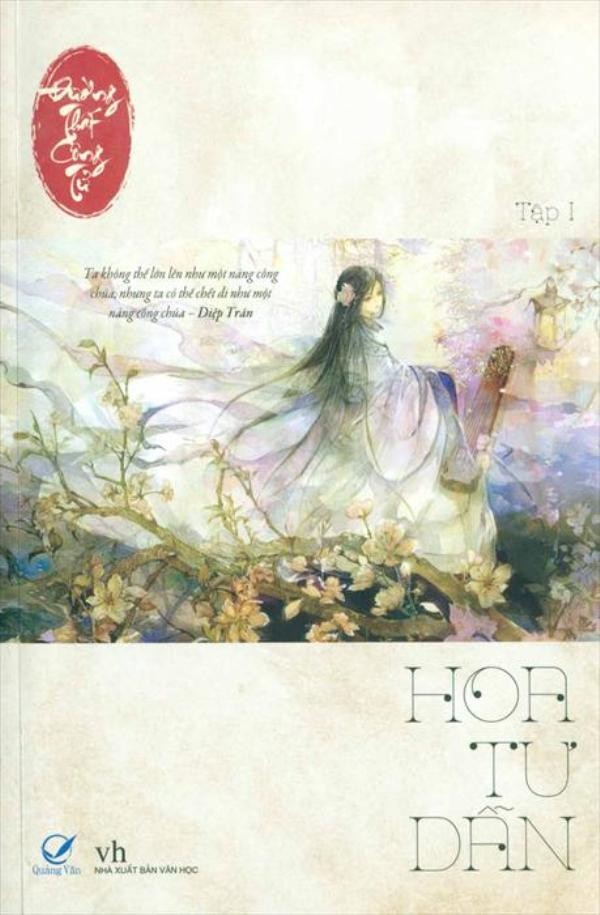 Đường
Thất
Công
Tử
Tập I
Ta không thể lớn lên như một nàng công
chúa, nhưng ta có thể chết đi như một
nàng công chúa – Diệp Trăn
HOA
TƯ
DẪN
Quảng Văn
vh
NHÀ XUẤT BẢN VĂN HỌC